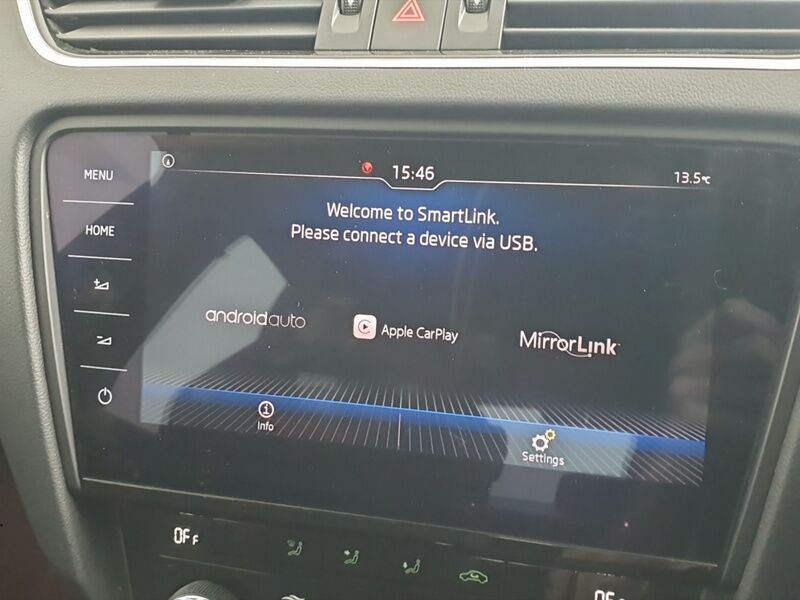 MENU
HOME
15:46
13.5°C
Welcome to SmartLink.
Please connect a device via USB.
androidauto
Apple CarPlay
MirrorLink
Info
Settings
OFF
OFF